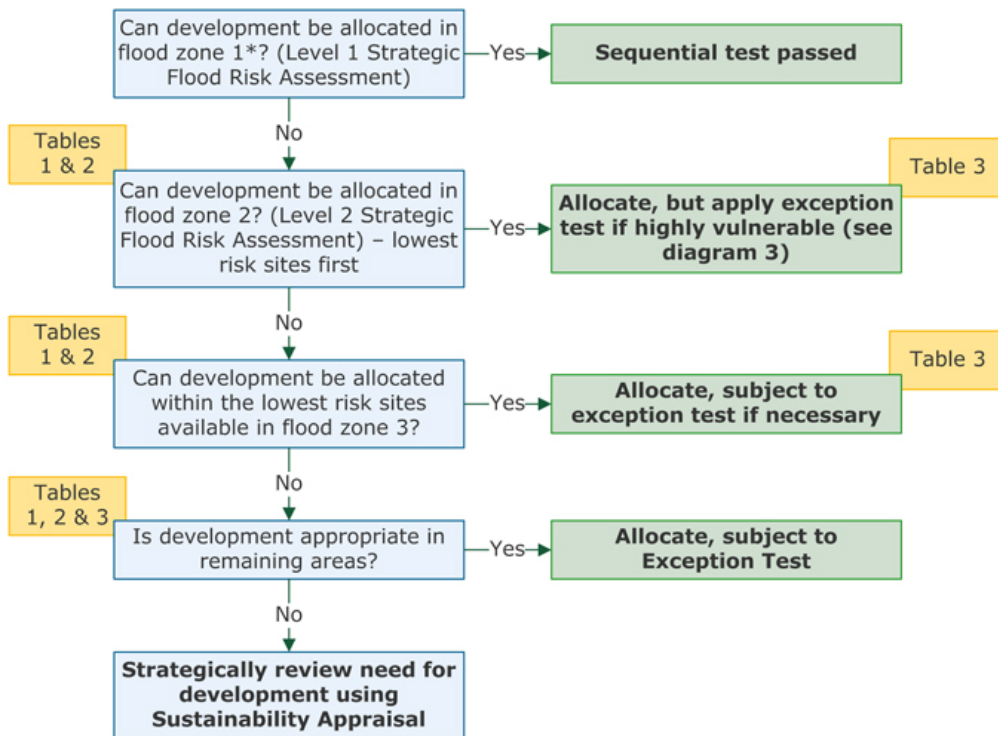 Can development be allocated in
flood zone 1*? (Level 1 Strategic
Flood Risk Assessment)
Yes
Sequential test passed
No
Tables
1 & 2
Can development be allocated in
flood zone 2? (Level 2 Strategic
Flood Risk Assessment) – lowest
risk sites first
Yes
Table 3
Allocate, but apply exception
test if highly vulnerable (see
diagram 3)
No
Tables
1 & 2
Can development be allocated
within the lowest risk sites
available in flood zone 3?
Yes
Table 3
Allocate, subject to
exception test if necessary
No
Tables
1, 2 & 3
Is development appropriate in
remaining areas?
Yes
Allocate, subject to
Exception Test
No
Strategically review need for
development using
Sustainability Appraisal